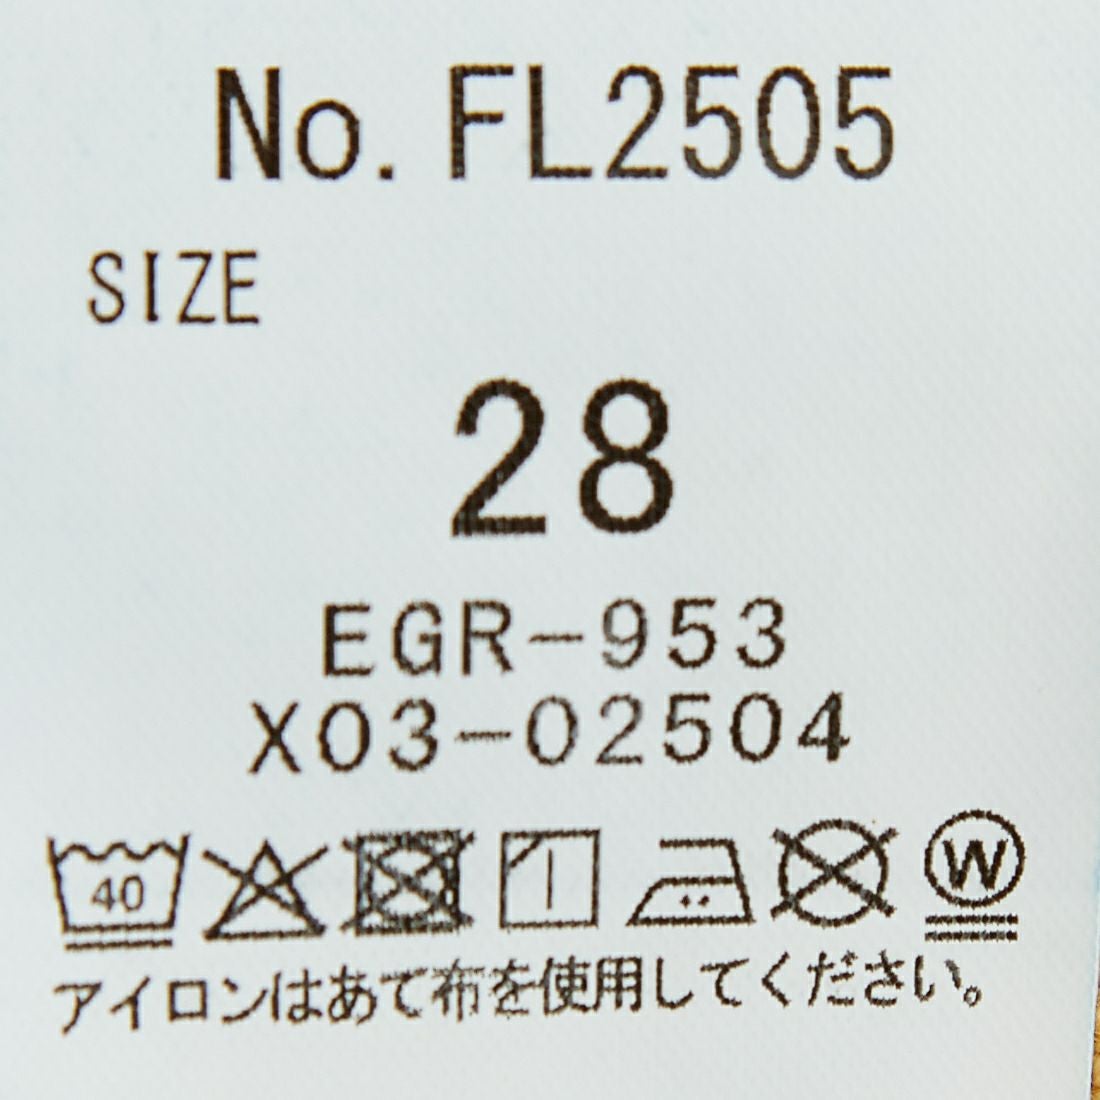 No. FL2505
SIZE
28
EGR-953
X03-02504
40 W
アイロンはあて布を使用してください。